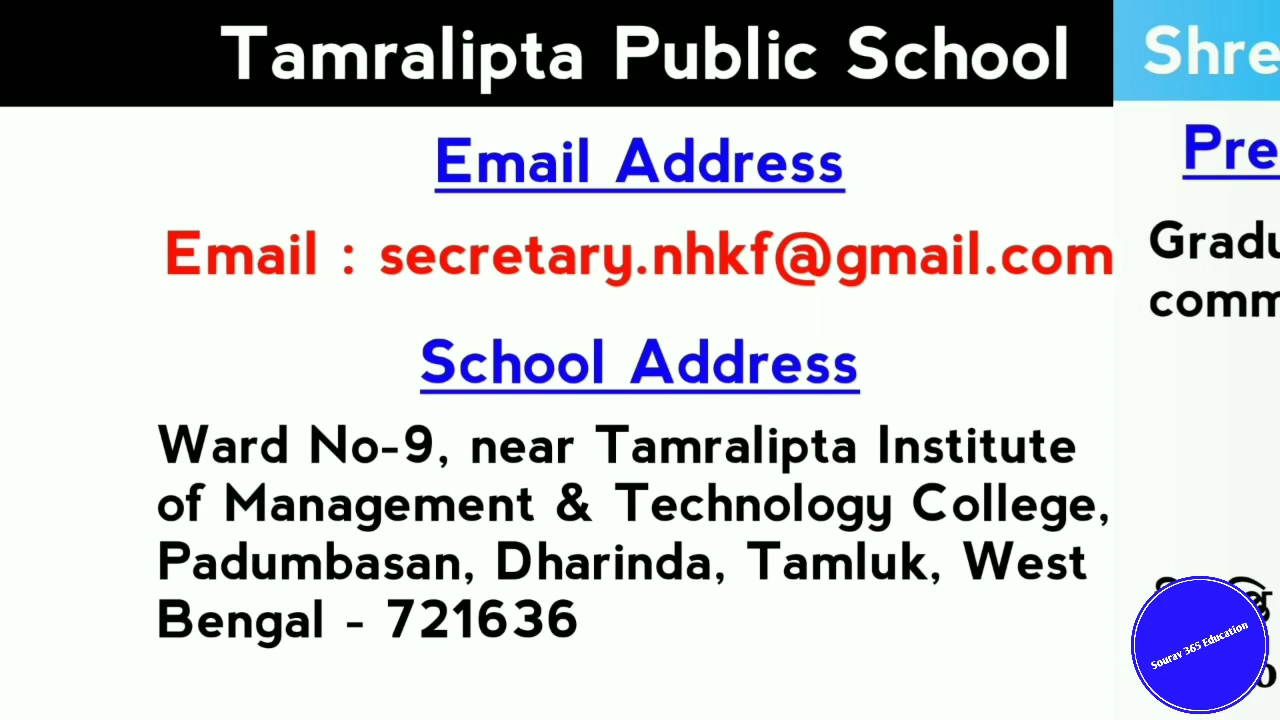 Tamralipta Public School
Email Address
Email : secretary.nhkf@gmail.com
School Address
Ward No-9, near Tamralipta Institute
of Management & Technology College,
Padumbasan, Dharinda, Tamluk, West
Bengal - 721636
Shre
Pre
Gradu
comm
Sourav 365 Education